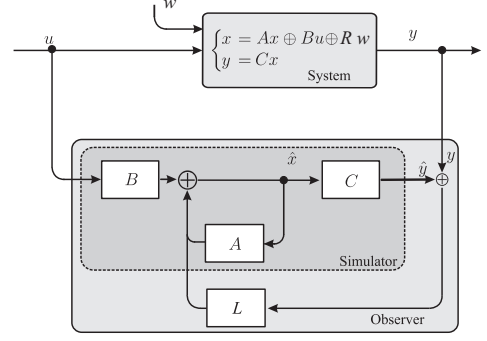 w
u
x = Ax ⊕ Bu⊕R w
y = Cx
System
y
y
x̂
ŷ
B
⊕
C
⊕
A
Simulator
L
Observer